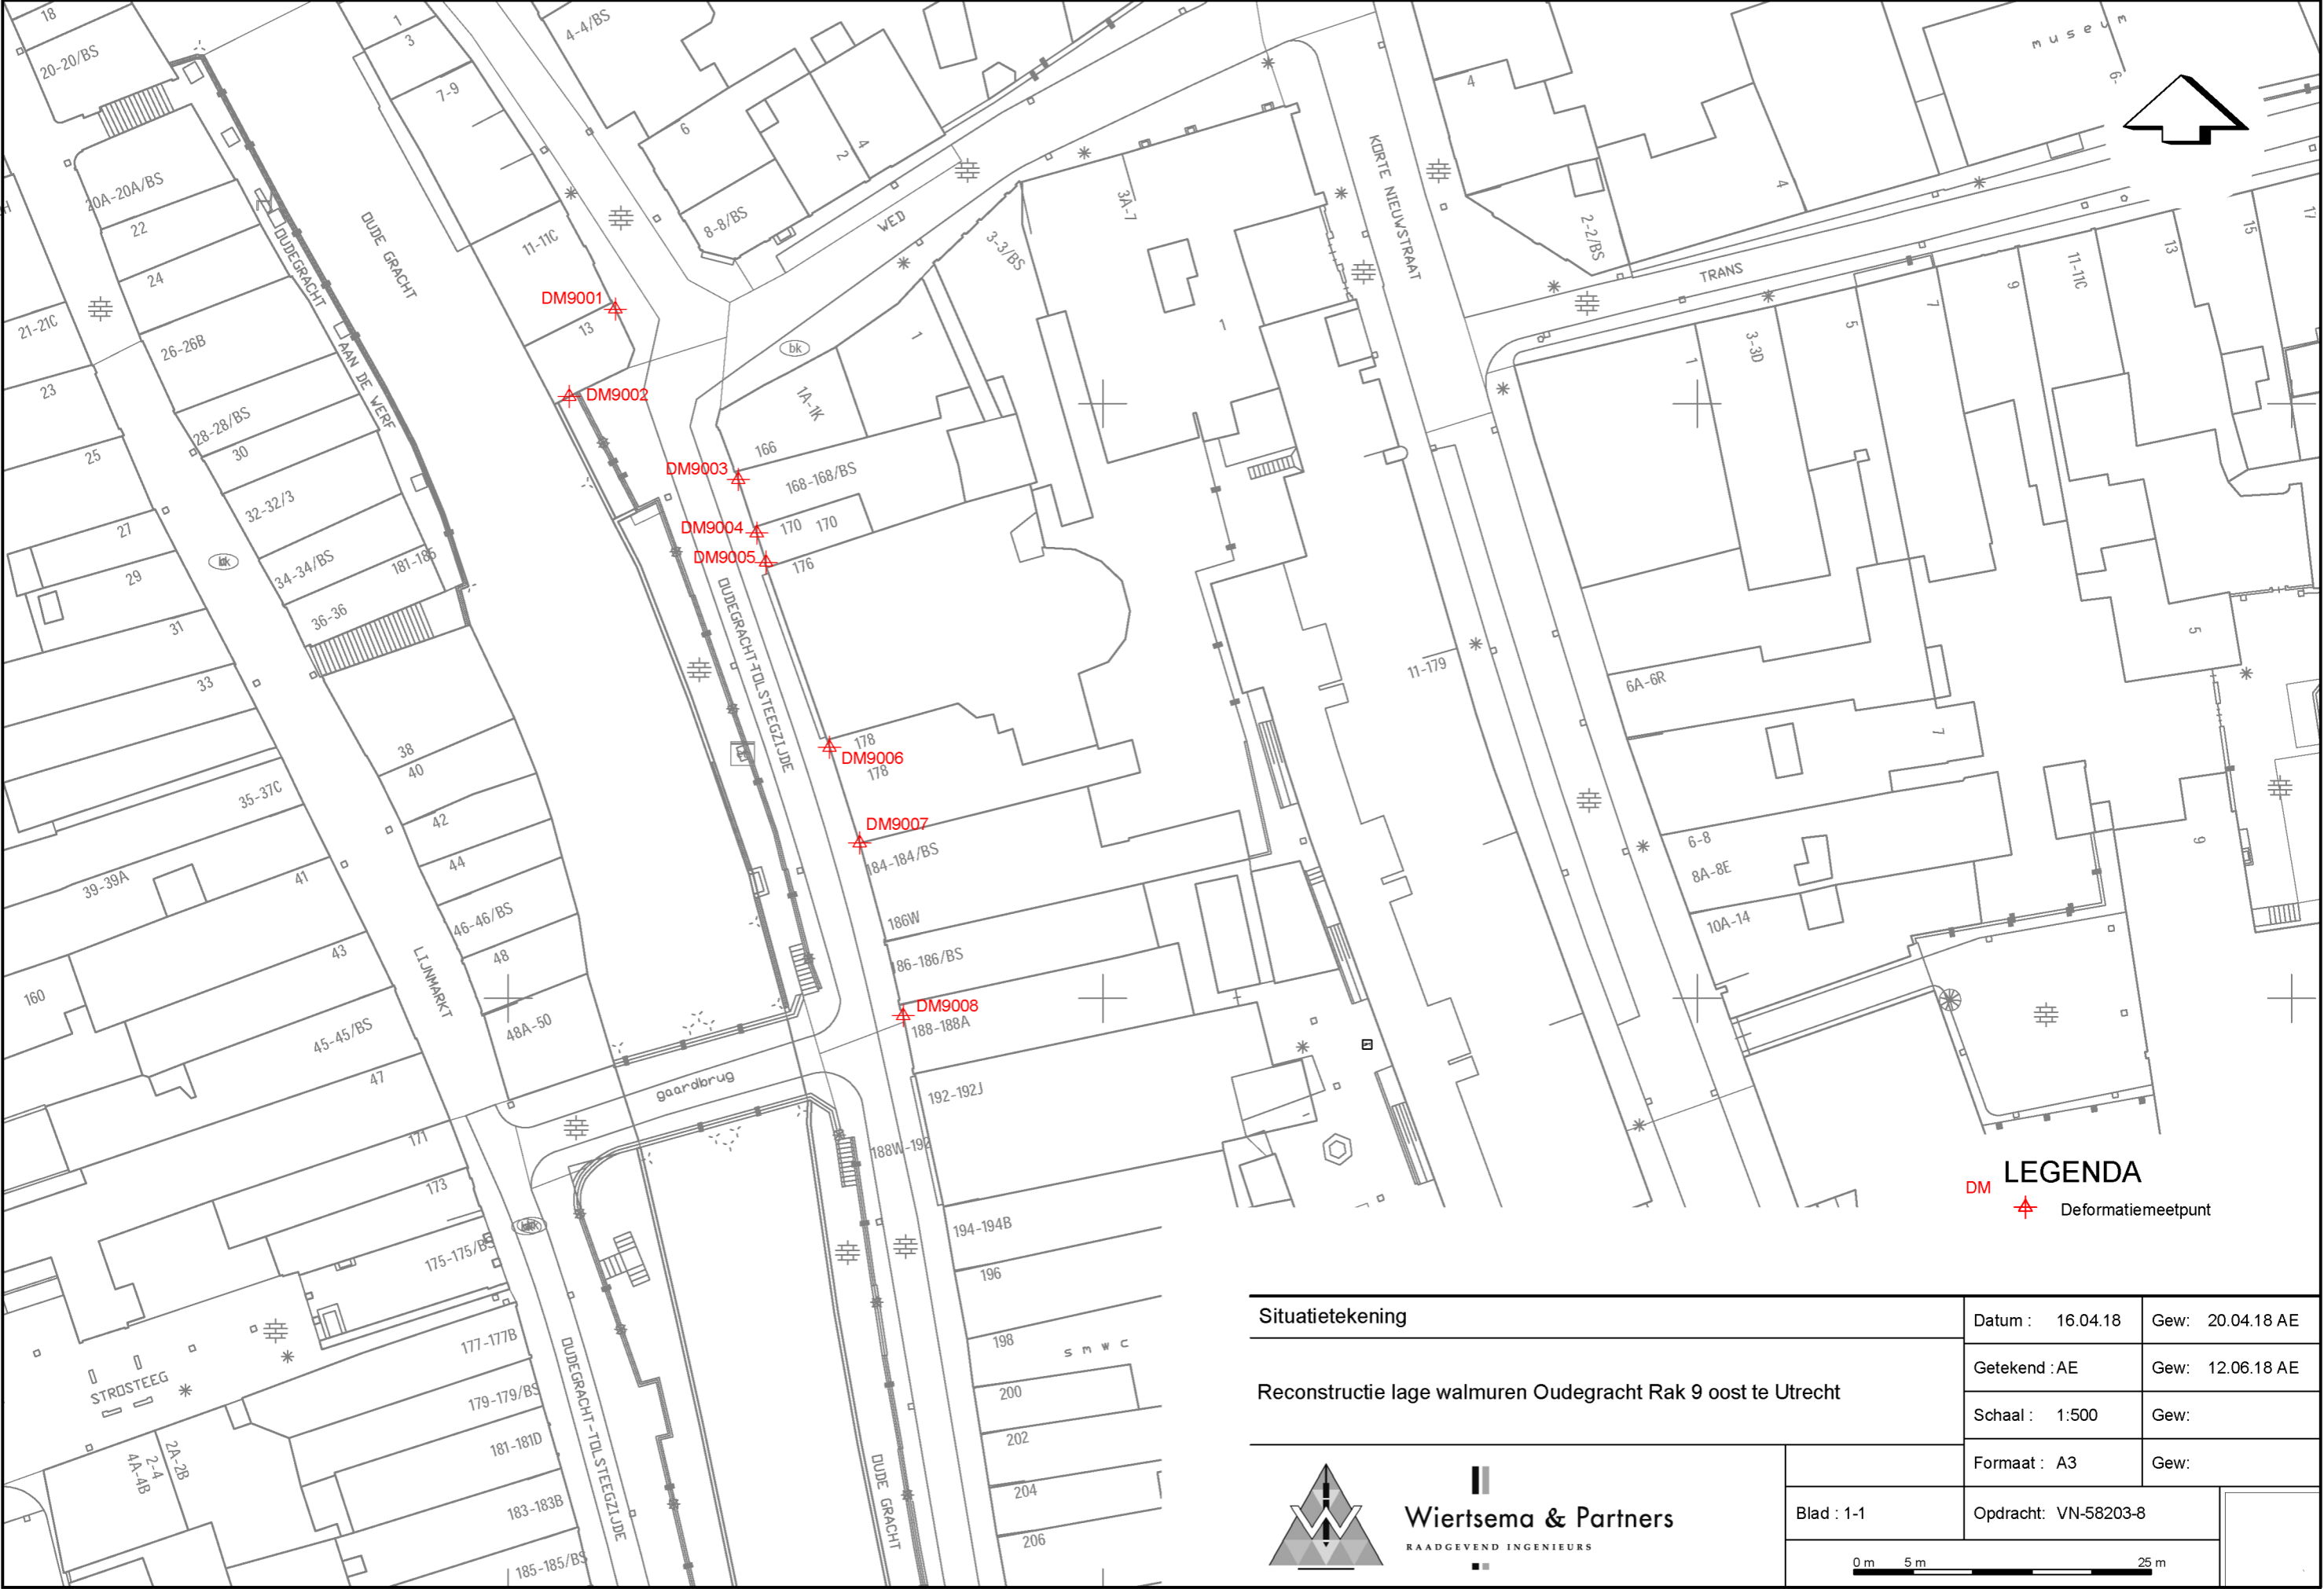 18
20-20/BS
20A-20A/BS
22
24
26-26B
28-28/BS
30
32-32/3
34-34/BS
181-185
36-36
OUDEGRACHT AAN DE WERF
OUDE GRACHT
1
3
7-9
11-11C
13
4-4/BS
6
8-8/BS
2
4
WED
3-3/BS
3A-7
1
1
1A-1K
bk
KORTE NIEUWSTRAAT
4
2-2/BS
4
museum
6-
TRANS
1
3-3D
5
7
9
11-11C
13
15
17
DM9001
DM9002
DM9003
DM9004
DM9005
DM9006
DM9007
DM9008
166
168-168/BS
170
170
176
178
178
184-184/BS
186W
186-186/BS
188-188A
192-192J
188W-192
194-194B
196
198
200
202
204
206
smwc
OUDEGRACHT-TOLSTEEGZIJDE
21-21C
23
25
27
29
31
33
35-37C
39-39A
41
43
160
45-45/BS
47
171
173
175-175/BS
177-177B
179-179/BS
181-181D
183-183B
185-185/BS
38
40
42
44
46-46/BS
48
48A-50
LIJNMARKT
gaardbrug
STROSTEEG
2A-2B
2-4
4A-4B
OUDEGRACHT-TOLSTEEGZIJDE
OUDE GRACHT
11-179
6A-6R
7
6-8
8A-8E
10A-14
5
9
LEGENDA
DM
Deformatiemeetpunt
Situatietekening
Reconstructie lage walmuren Oudegracht Rak 9 oost te Utrecht
Datum : 16.04.18
Gew: 20.04.18 AE
Getekend : AE
Gew: 12.06.18 AE
Schaal : 1:500
Gew:
Formaat : A3
Gew:
Blad : 1-1
Opdracht: VN-58203-8
Wiertsema & Partners
RAADGEVEND INGENIEURS
0 m 5 m 25 m